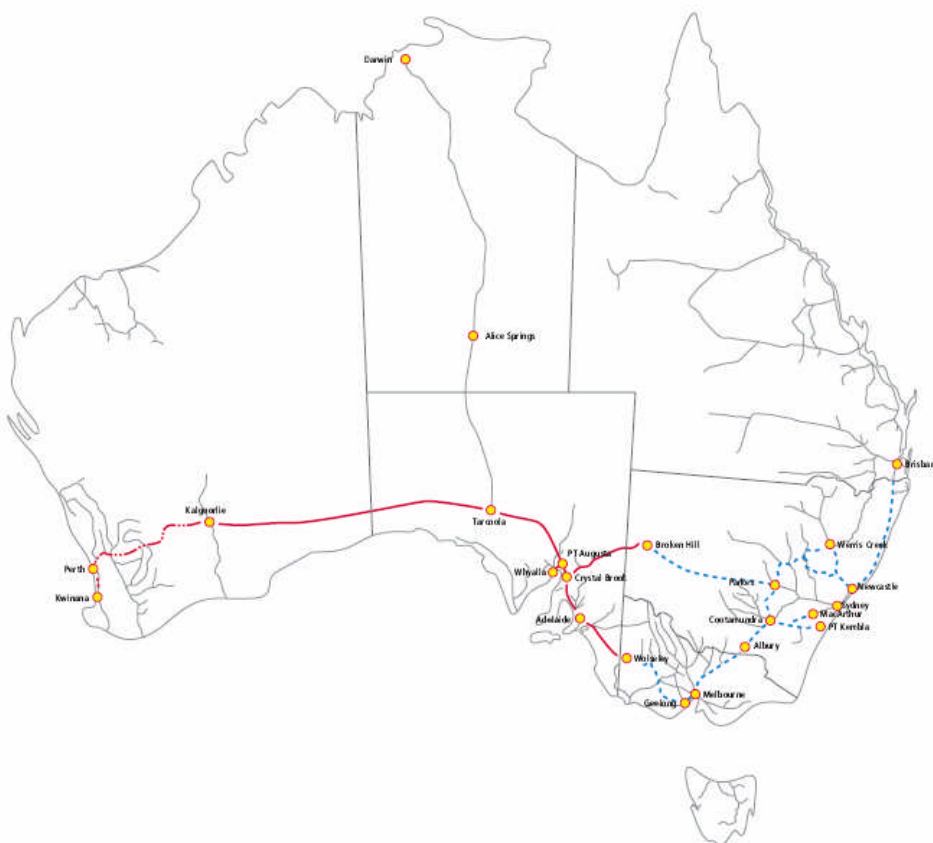 Darwin
Alice Springs
Brisban
Kalgoorlie
Tarcoola
Broken Hill
Werris Creek
PT Augusta
Whyalla
Crystal Brook
Perth
Parkes
Newcastle
Kwinana
Sydney
MacArthur
Adelaide
Cootamundra
PT Kembla
Albury
Wolseley
Melbourne
Geelong